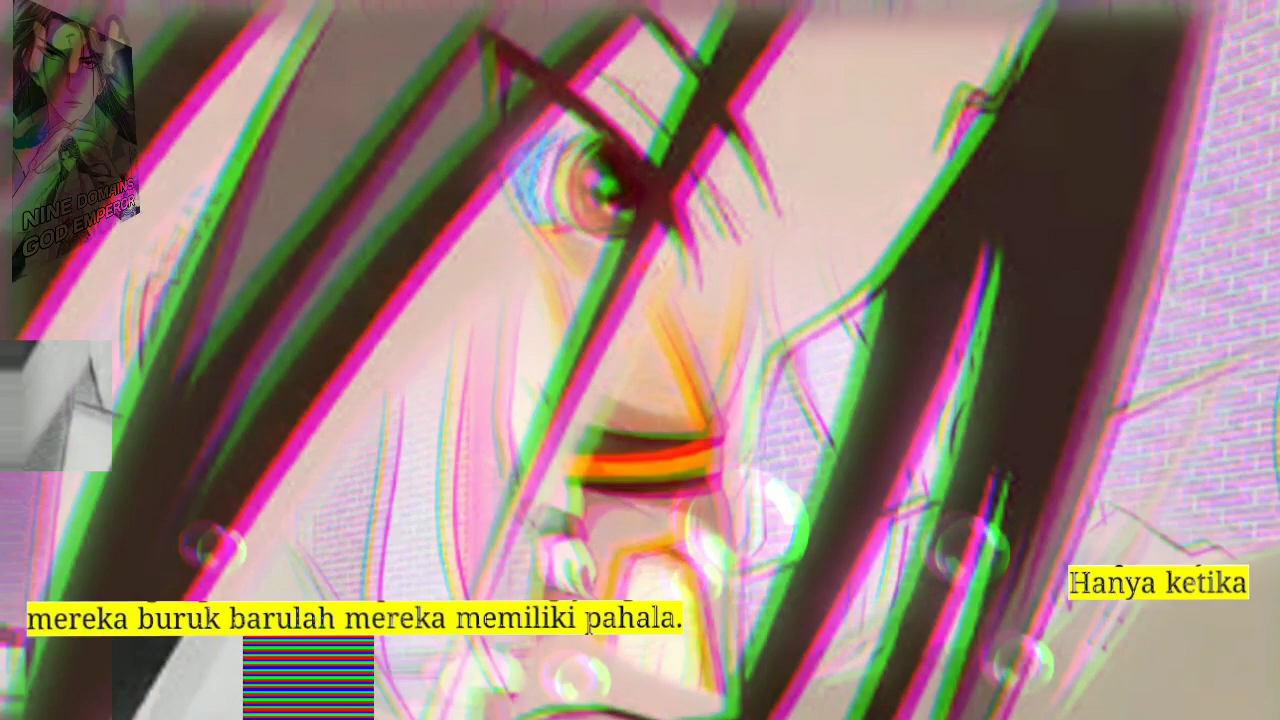 NINE DOMAINS
GOD EMPEROR
Hanya ketika
mereka buruk barulah mereka memiliki pahala.